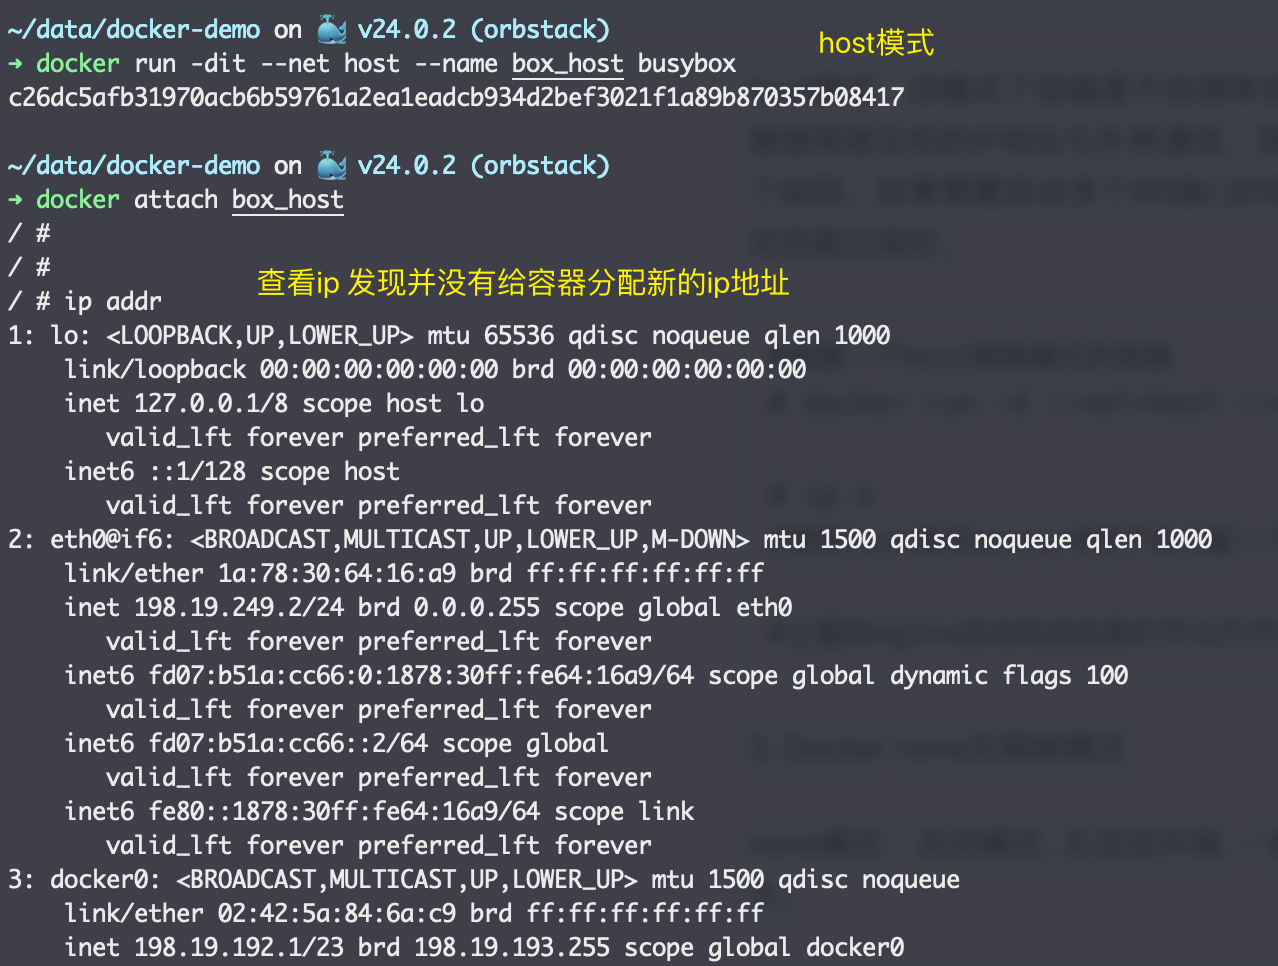 ~/data/docker-demo on 🐳 v24.0.2 (orbstack)
host模式
→ docker run -dit --net host --name box_host busybox
c26dc5afb31970acb6b59761a2ea1eadcb934d2bef3021f1a89b870357b08417
~/data/docker-demo on 🐳 v24.0.2 (orbstack)
→ docker attach box_host
/ #
/ #
查看ip 发现并没有给容器分配新的ip地址
/ # ip addr
1: lo: <LOOPBACK,UP,LOWER_UP> mtu 65536 qdisc noqueue qlen 1000
link/loopback 00:00:00:00:00:00 brd 00:00:00:00:00:00
inet 127.0.0.1/8 scope host lo
valid_lft forever preferred_lft forever
inet6 ::1/128 scope host
valid_lft forever preferred_lft forever
2: eth0@if6: <BROADCAST,MULTICAST,UP,LOWER_UP,M-DOWN> mtu 1500 qdisc noqueue qlen 1000
link/ether 1a:78:30:64:16:a9 brd ff:ff:ff:ff:ff:ff
inet 198.19.249.2/24 brd 0.0.0.255 scope global eth0
valid_lft forever preferred_lft forever
inet6 fd07:b51a:cc66:0:1878:30ff:fe64:16a9/64 scope global dynamic flags 100
valid_lft forever preferred_lft forever
inet6 fd07:b51a:cc66::2/64 scope global
valid_lft forever preferred_lft forever
inet6 fe80::1878:30ff:fe64:16a9/64 scope link
valid_lft forever preferred_lft forever
3: docker0: <BROADCAST,MULTICAST,UP,LOWER_UP> mtu 1500 qdisc noqueue
link/ether 02:42:5a:84:6a:c9 brd ff:ff:ff:ff:ff:ff
inet 198.19.192.1/23 brd 198.19.193.255 scope global docker0